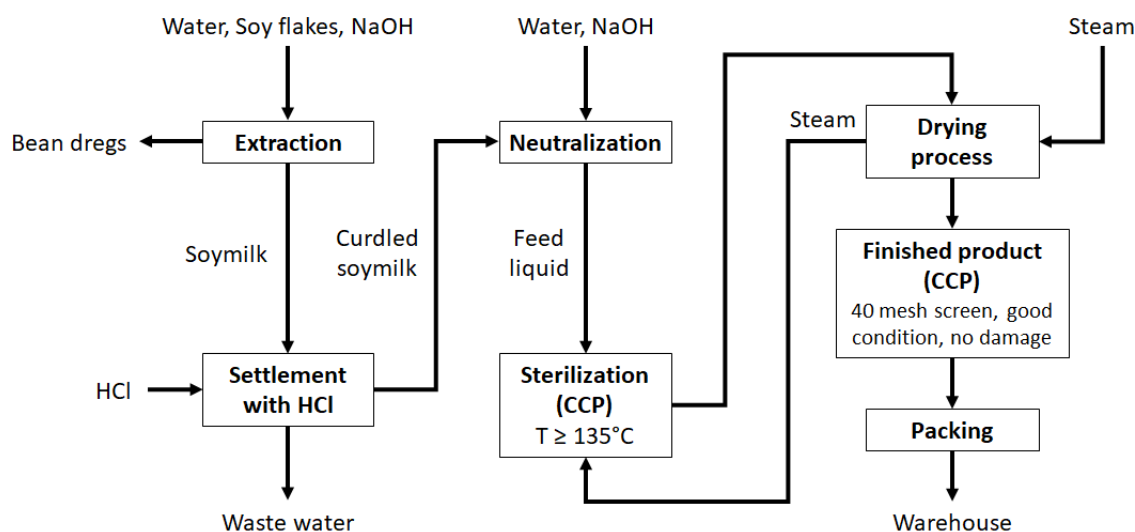 Water, Soy flakes, NaOH
Water, NaOH
Steam
Bean dregs
Extraction
Neutralization
Steam
Drying
process
Soymilk
Curdled
soymilk
Feed
liquid
Finished product
(CCP)
40 mesh screen, good
condition, no damage
HCl
Settlement
with HCl
Sterilization
(CCP)
T ≥ 135°C
Packing
Waste water
Warehouse